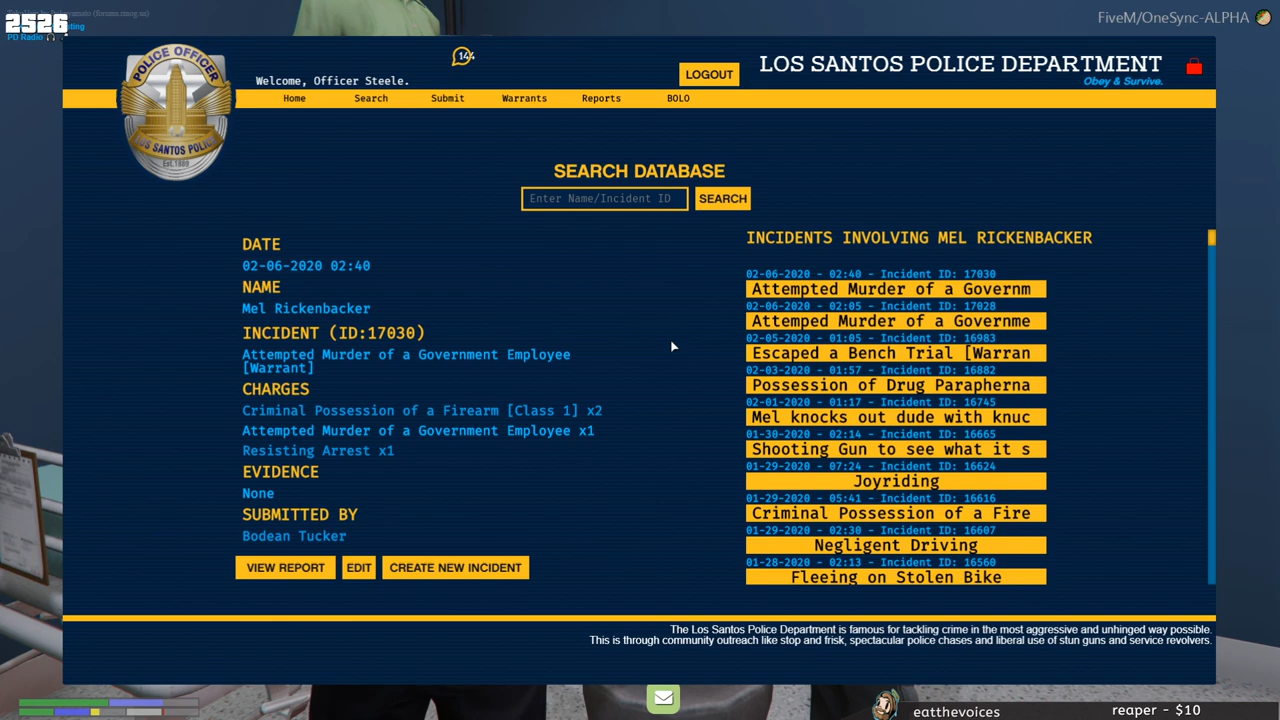 2526
PD Radio
FiveM/OneSync-ALPHA
POLICE OFFICER
LOS SANTOS POLICE
Welcome, Officer Steele.
LOGOUT
LOS SANTOS POLICE DEPARTMENT
Obey & Survive.
Home Search Submit Warrants Reports BOLO
SEARCH DATABASE
Enter Name/Incident ID
SEARCH
DATE
02-06-2020 02:40
NAME
Mel Rickenbacker
INCIDENT (ID:17030)
Attempted Murder of a Government Employee
[Warrant]
CHARGES
Criminal Possession of a Firearm [Class 1] x2
Attempted Murder of a Government Employee x1
Resisting Arrest x1
EVIDENCE
None
SUBMITTED BY
Bodean Tucker
VIEW REPORT EDIT CREATE NEW INCIDENT
INCIDENTS INVOLVING MEL RICKENBACKER
02-06-2020 - 02:40 - Incident ID: 17030
Attempted Murder of a Governm
02-06-2020 - 02:05 - Incident ID: 17028
Attemped Murder of a Governme
02-05-2020 - 01:05 - Incident ID: 16983
Escaped a Bench Trial [Warran
02-03-2020 - 01:57 - Incident ID: 16882
Possession of Drug Parapherna
02-01-2020 - 01:17 - Incident ID: 16745
Mel knocks out dude with knuc
01-30-2020 - 02:14 - Incident ID: 16665
Shooting Gun to see what it s
01-29-2020 - 07:24 - Incident ID: 16624
Joyriding
01-29-2020 - 05:41 - Incident ID: 16616
Criminal Possession of a Fire
01-29-2020 - 02:30 - Incident ID: 16607
Negligent Driving
01-28-2020 - 02:13 - Incident ID: 16560
Fleeing on Stolen Bike
The Los Santos Police Department is famous for tackling crime in the most aggressive and unhinged way possible.
This is through community outreach like stop and frisk, spectacular police chases and liberal use of stun guns and service revolvers.
eatthevoices
reaper - $10